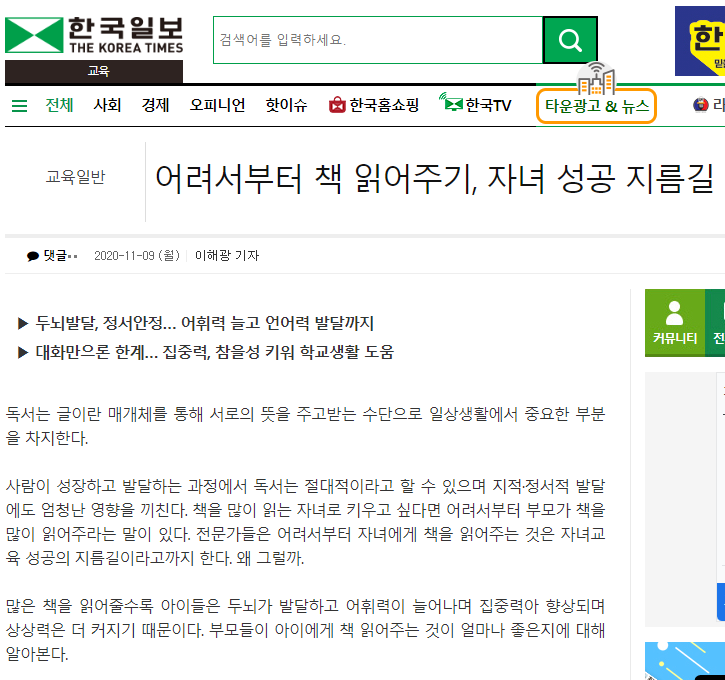 한국일보
THE KOREA TIMES
교육
검색어를 입력하세요.
전체 사회 경제 오피니언 핫이슈 한국홈쇼핑 한국TV 타운광고 & 뉴스
교육일반
어려서부터 책 읽어주기, 자녀 성공 지름길
댓글 2020-11-09 (월) 이해광 기자
▶ 두뇌발달, 정서안정… 어휘력 늘고 언어력 발달까지
▶ 대화만으론 한계… 집중력, 참을성 키워 학교생활 도움
커뮤니티
독서는 글이란 매개체를 통해 서로의 뜻을 주고받는 수단으로 일상생활에서 중요한 부분
을 차지한다.
사람이 성장하고 발달하는 과정에서 독서는 절대적이라고 할 수 있으며 지적·정서적 발달
에도 엄청난 영향을 끼친다. 책을 많이 읽는 자녀로 키우고 싶다면 어려서부터 부모가 책을
많이 읽어주라는 말이 있다. 전문가들은 어려서부터 자녀에게 책을 읽어주는 것은 자녀교
육 성공의 지름길이라고까지 한다. 왜 그럴까.
많은 책을 읽어줄수록 아이들은 두뇌가 발달하고 어휘력이 늘어나며 집중력아 향상되며
상상력은 더 커지기 때문이다. 부모들이 아이에게 책 읽어주는 것이 얼마나 좋은지에 대해
알아본다.